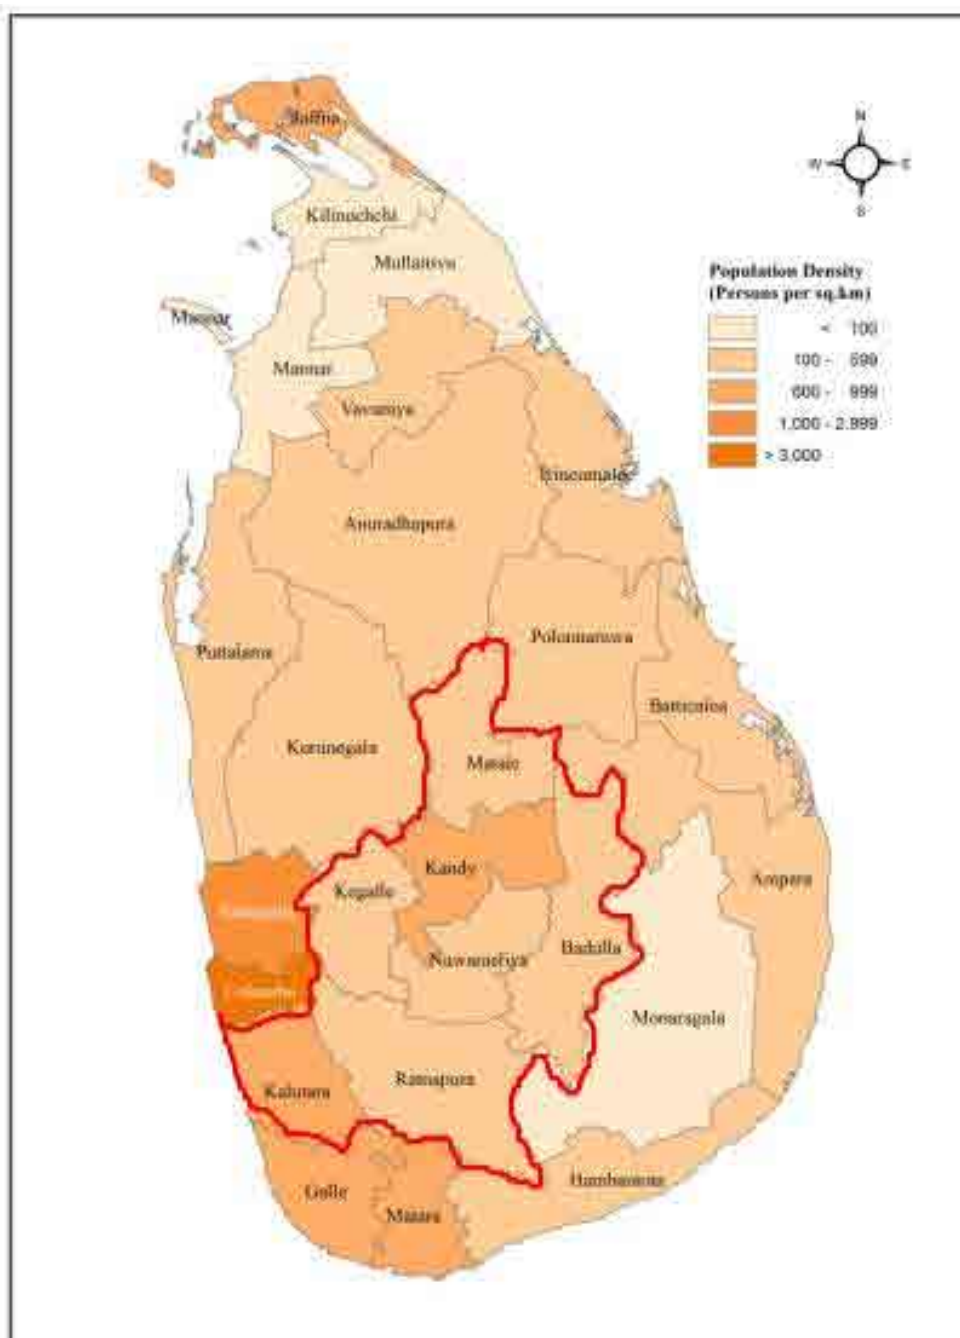 N
W
E
S
Jaffna
Kilinochchi
Mullaitivu
Population Density
(Persons per sq.km)
< 100
100 - 599
600 - 999
1,000 - 2,999
> 3,000
Mannar
Mannar
Vavuniya
Trincomalee
Anuradhapura
Polonnaruwa
Puttalama
Batticaloa
Kurunegala
Matale
Kandy
Kegalle
Ampara
Badulla
Nuwaraeliya
Moneragala
Ratnapura
Kalutara
Hambantota
Galle
Matara